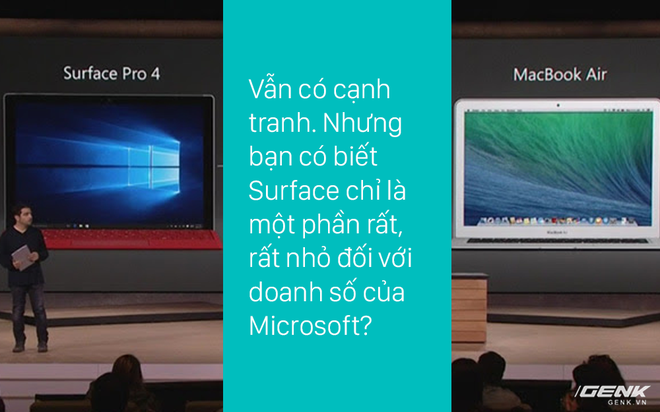 Surface Pro 4
Vẫn có cạnh
tranh. Nhưng
bạn có biết
Surface chỉ là
một phần rất,
rất nhỏ đối với
doanh số của
Microsoft?
MacBook Air
GENK
GENK.VN